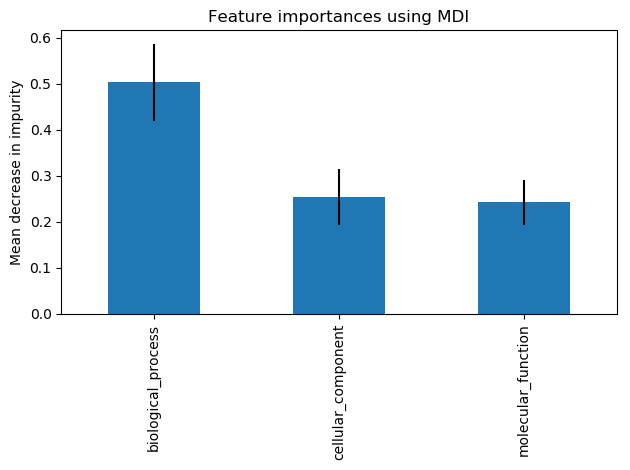 Feature importances using MDI
Mean decrease in impurity
0.6
0.5
0.4
0.3
0.2
0.1
0.0
biological_process
cellular_component
molecular_function